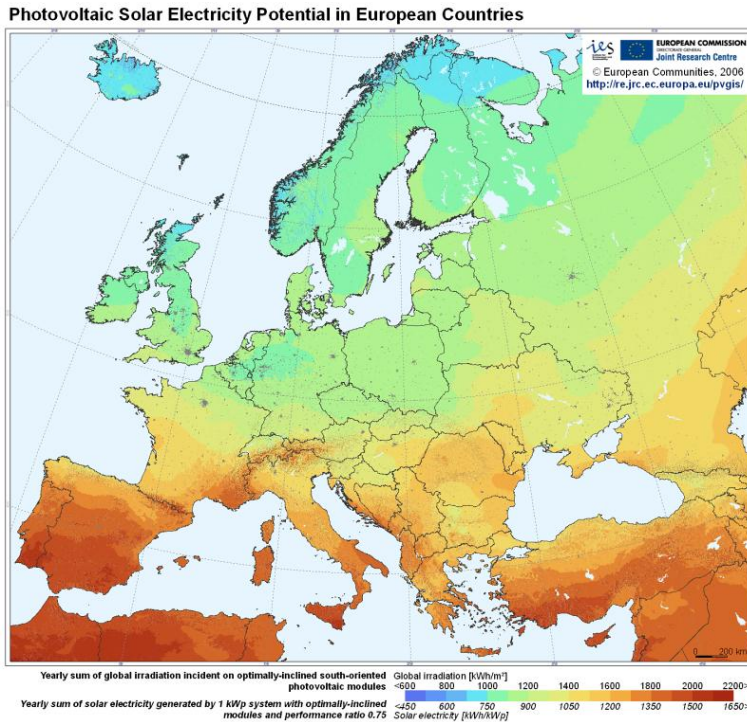 Photovoltaic Solar Electricity Potential in European Countries
ies
EUROPEAN COMMISSION
DIRECTORATE-GENERAL
Joint Research Centre
© European Communities, 2006
http://re.jrc.ec.europa.eu/pvgis/
0 200 km
Yearly sum of global irradiation incident on optimally-inclined south-oriented
photovoltaic modules
Global irradiation [kWh/m²]
<600 800 1000 1200 1400 1600 1800 2000 2200>
Yearly sum of solar electricity generated by 1 kWp system with optimally-inclined
modules and performance ratio 0.75
<450 600 750 900 1050 1200 1350 1500 1650>
Solar electricity [kWh/kWp]